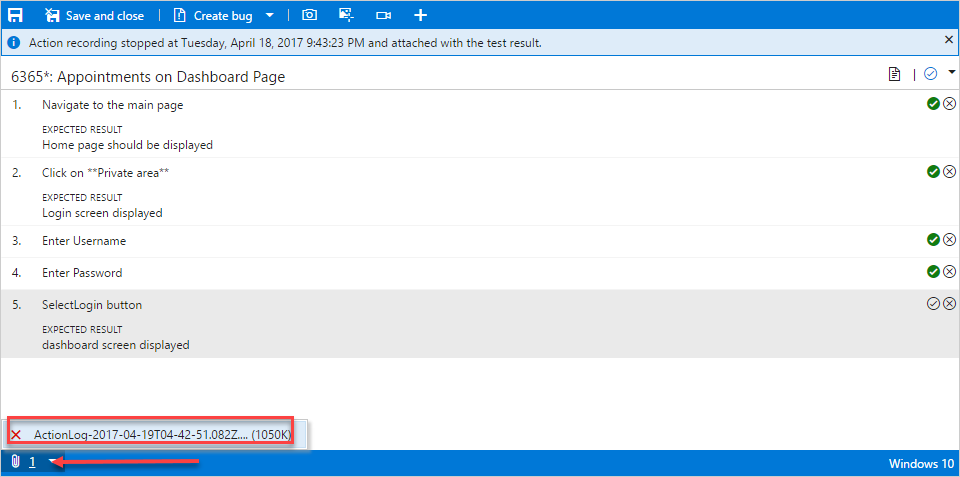 Save and close | Create bug
Action recording stopped at Tuesday, April 18, 2017 9:43:23 PM and attached with the test result.
6365*: Appointments on Dashboard Page
1. Navigate to the main page
EXPECTED RESULT
Home page should be displayed
2. Click on **Private area**
EXPECTED RESULT
Login screen displayed
3. Enter Username
4. Enter Password
5. SelectLogin button
EXPECTED RESULT
dashboard screen displayed
ActionLog-2017-04-19T04-42-51.082Z.... (1050K)
1 Windows 10